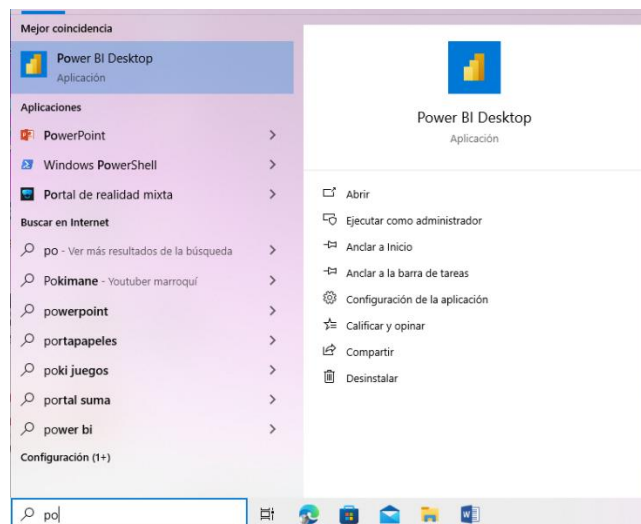 Mejor coincidencia
Power BI Desktop
Aplicación
Aplicaciones
PowerPoint
Windows PowerShell
Portal de realidad mixta
Buscar en Internet
po - Ver más resultados de la búsqueda
Pokimane - Youtuber marroquí
powerpoint
portapapeles
poki juegos
portal suma
power bi
Configuración (1+)
po
Power BI Desktop
Aplicación
Abrir
Ejecutar como administrador
Anclar a Inicio
Anclar a la barra de tareas
Configuración de la aplicación
Calificar y opinar
Compartir
Desinstalar